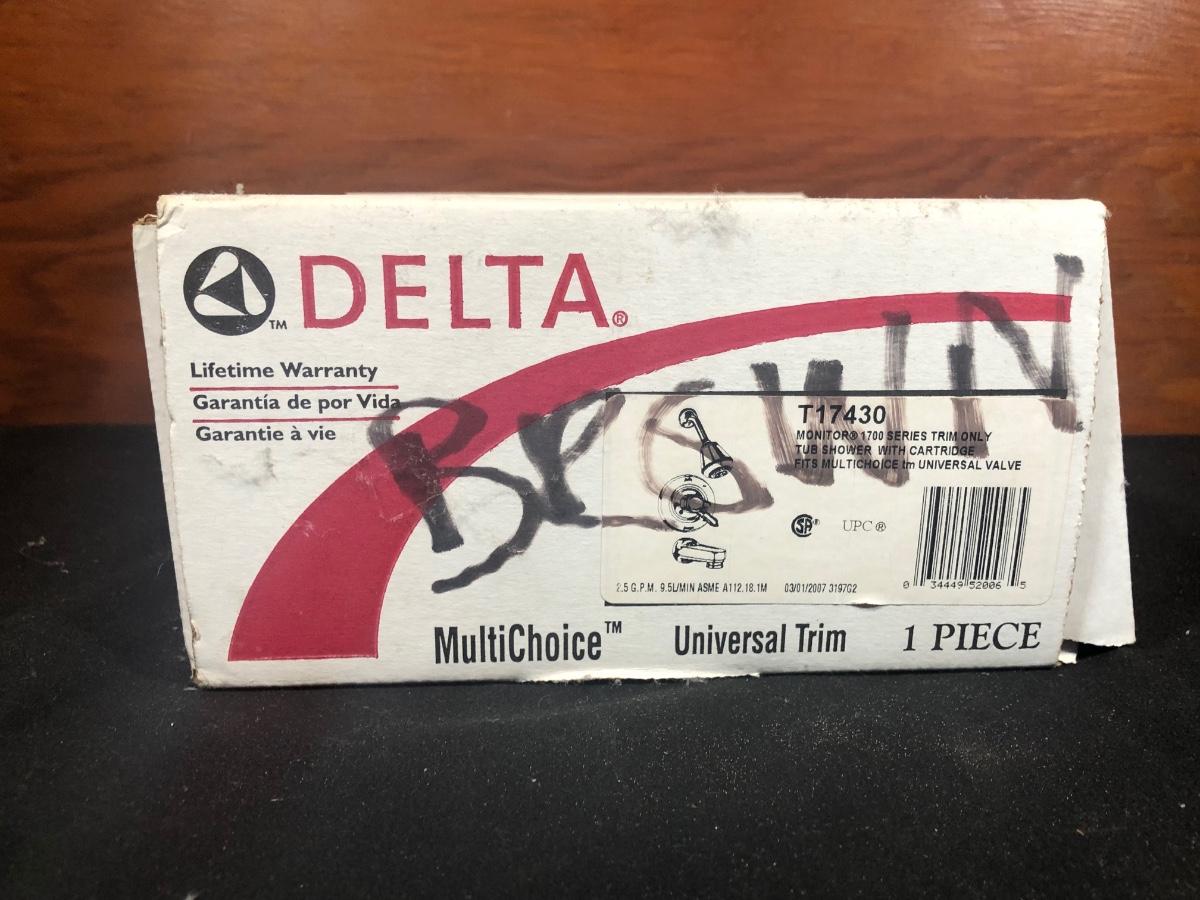 ™ DELTA®
Lifetime Warranty
Garantía de por Vida
Garantie à vie
T17430
MONITOR® 1700 SERIES TRIM ONLY
TUB SHOWER WITH CARTRIDGE
FITS MULTICHOICE tm UNIVERSAL VALVE
SA® UPC®
0 34449 52006 5
2.5 G.P.M. 9.5L/MIN ASME A112.18.1M 03/01/2007 3197G2
MultiChoice™ Universal Trim 1 PIECE